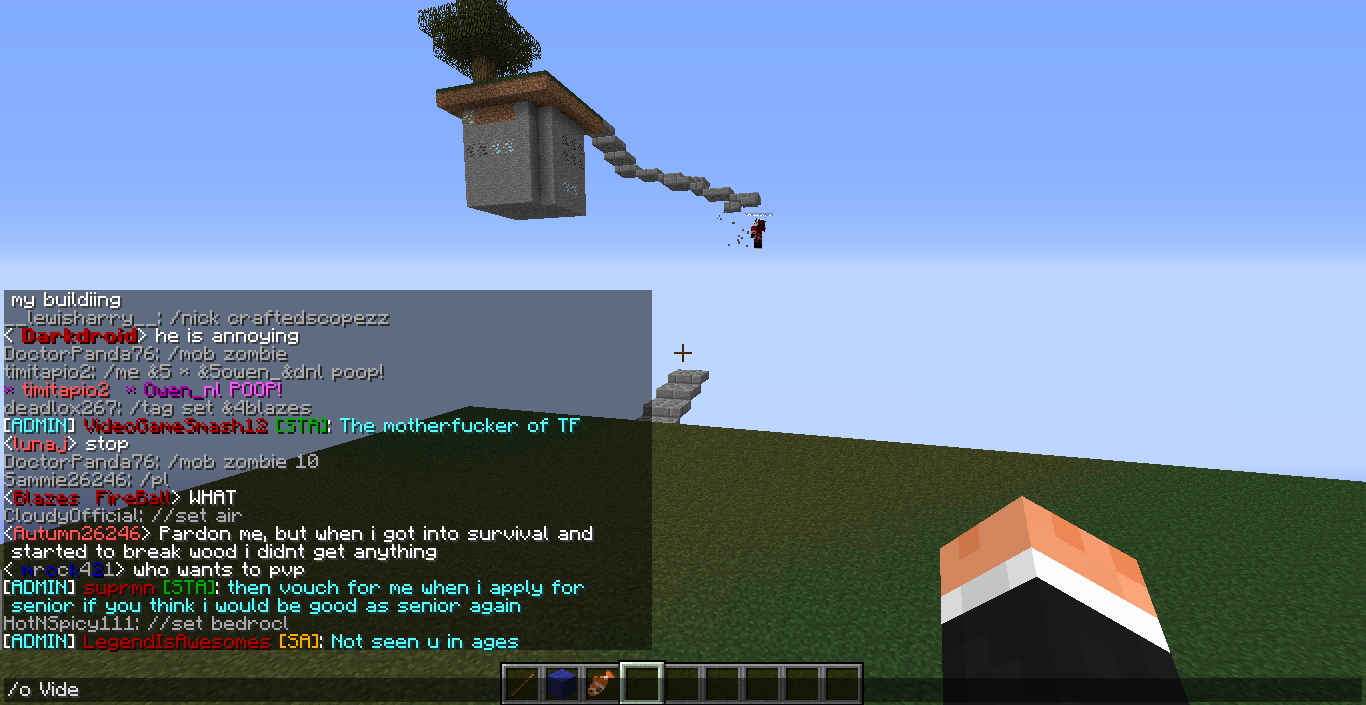 my buildiing
__lewisharry__: /nick craftedscopezz
< Darkdroid> he is annoying
DoctorPanda76: /mob zombie
timitapio2: /me &5 * &5owen_&dnl poop!
* timitapio2 * Owen_nl POOP!
deadlox267: /tag set &4blazes
[ADMIN] VideoGameSmash12 [STA]: The motherfucker of TF
<lunaj> stop
DoctorPanda76: /mob zombie 10
Sammie26246: /pl
<Blazes FireBall> WHAT
CloudyOfficial: //set air
<Autumn26246> Pardon me, but when i got into survival and
started to break wood i didnt get anything
< mrock421> who wants to pvp
[ADMIN] suprmn [STA]: then vouch for me when i apply for
senior if you think i would be good as senior again
HotNSpicy111: //set bedrocl
[ADMIN] LegendIsAwesomes [SA]: Not seen u in ages
/o Vide